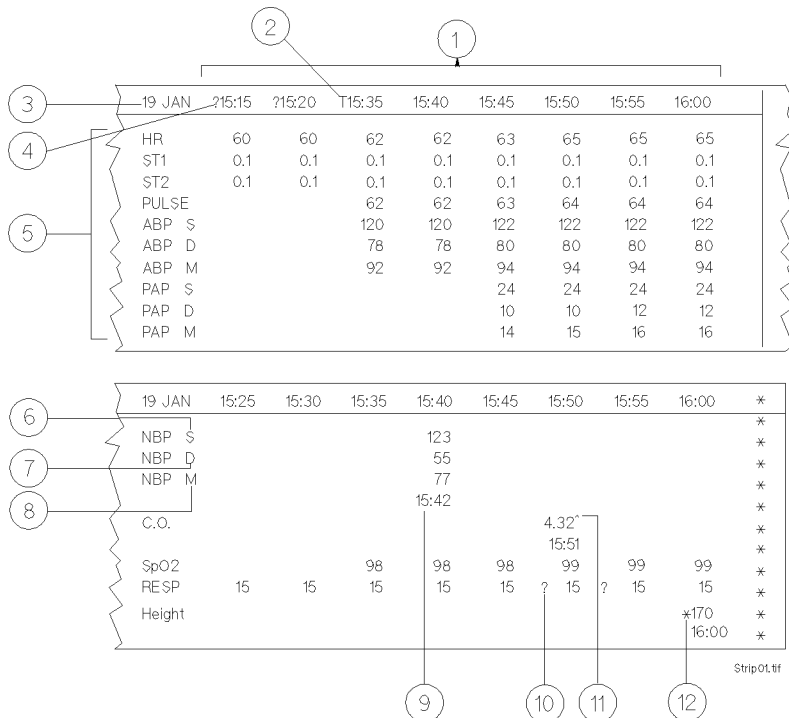 2
1
3
19 JAN ?15:15 ?15:20 T15:35 15:40 15:45 15:50 15:55 16:00
4
HR 60 60 62 62 63 65 65 65
ST1 0.1 0.1 0.1 0.1 0.1 0.1 0.1 0.1
ST2 0.1 0.1 0.1 0.1 0.1 0.1 0.1 0.1
PULSE 62 62 63 64 64 64
5
ABP S 120 120 122 122 122 122
ABP D 78 78 80 80 80 80
ABP M 92 92 94 94 94 94
PAP S 24 24 24 24
PAP D 10 10 12 12
PAP M 14 15 16 16
19 JAN 15:25 15:30 15:35 15:40 15:45 15:50 15:55 16:00 *
*
6
NBP S 123 *
7
NBP D 55 *
NBP M 77 *
8
15:42 *
C.O. 4.32^ *
15:51 *
SpO2 98 98 98 99 99 99 *
RESP 15 15 15 15 15 ? 15 ? 15 15 *
Height *170 *
16:00 *
Strip01.tif
9
10
11
12